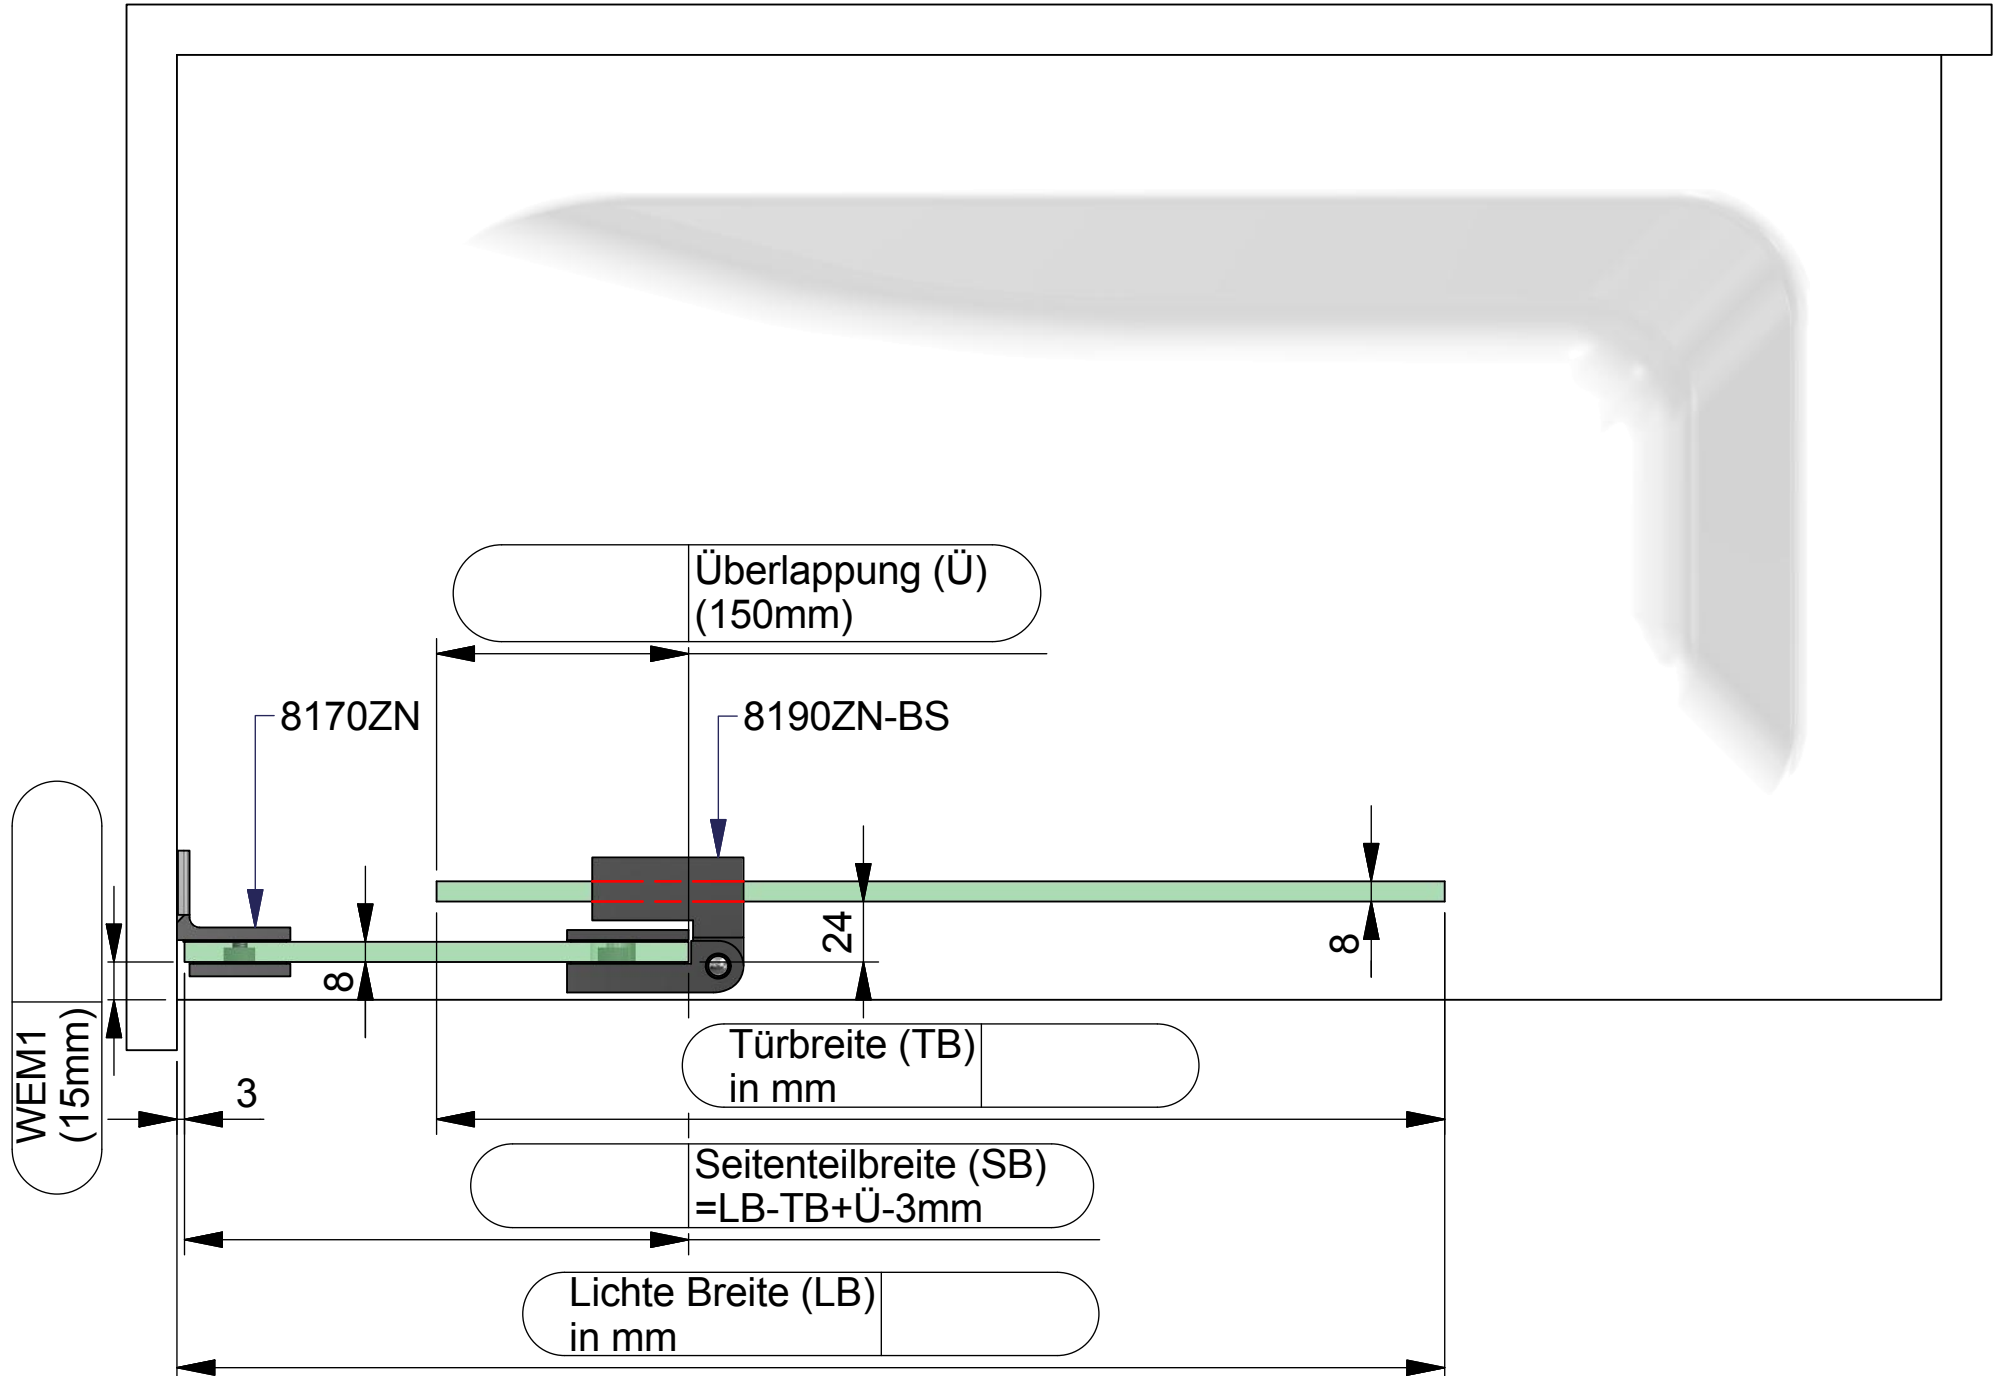 Überlappung (Ü)
(150mm)
8170ZN
8190ZN-BS
24
8
8
WEM1
(15mm)
3
Türbreite (TB)
in mm
Seitenteilbreite (SB)
=LB-TB+Ü-3mm
Lichte Breite (LB)
in mm